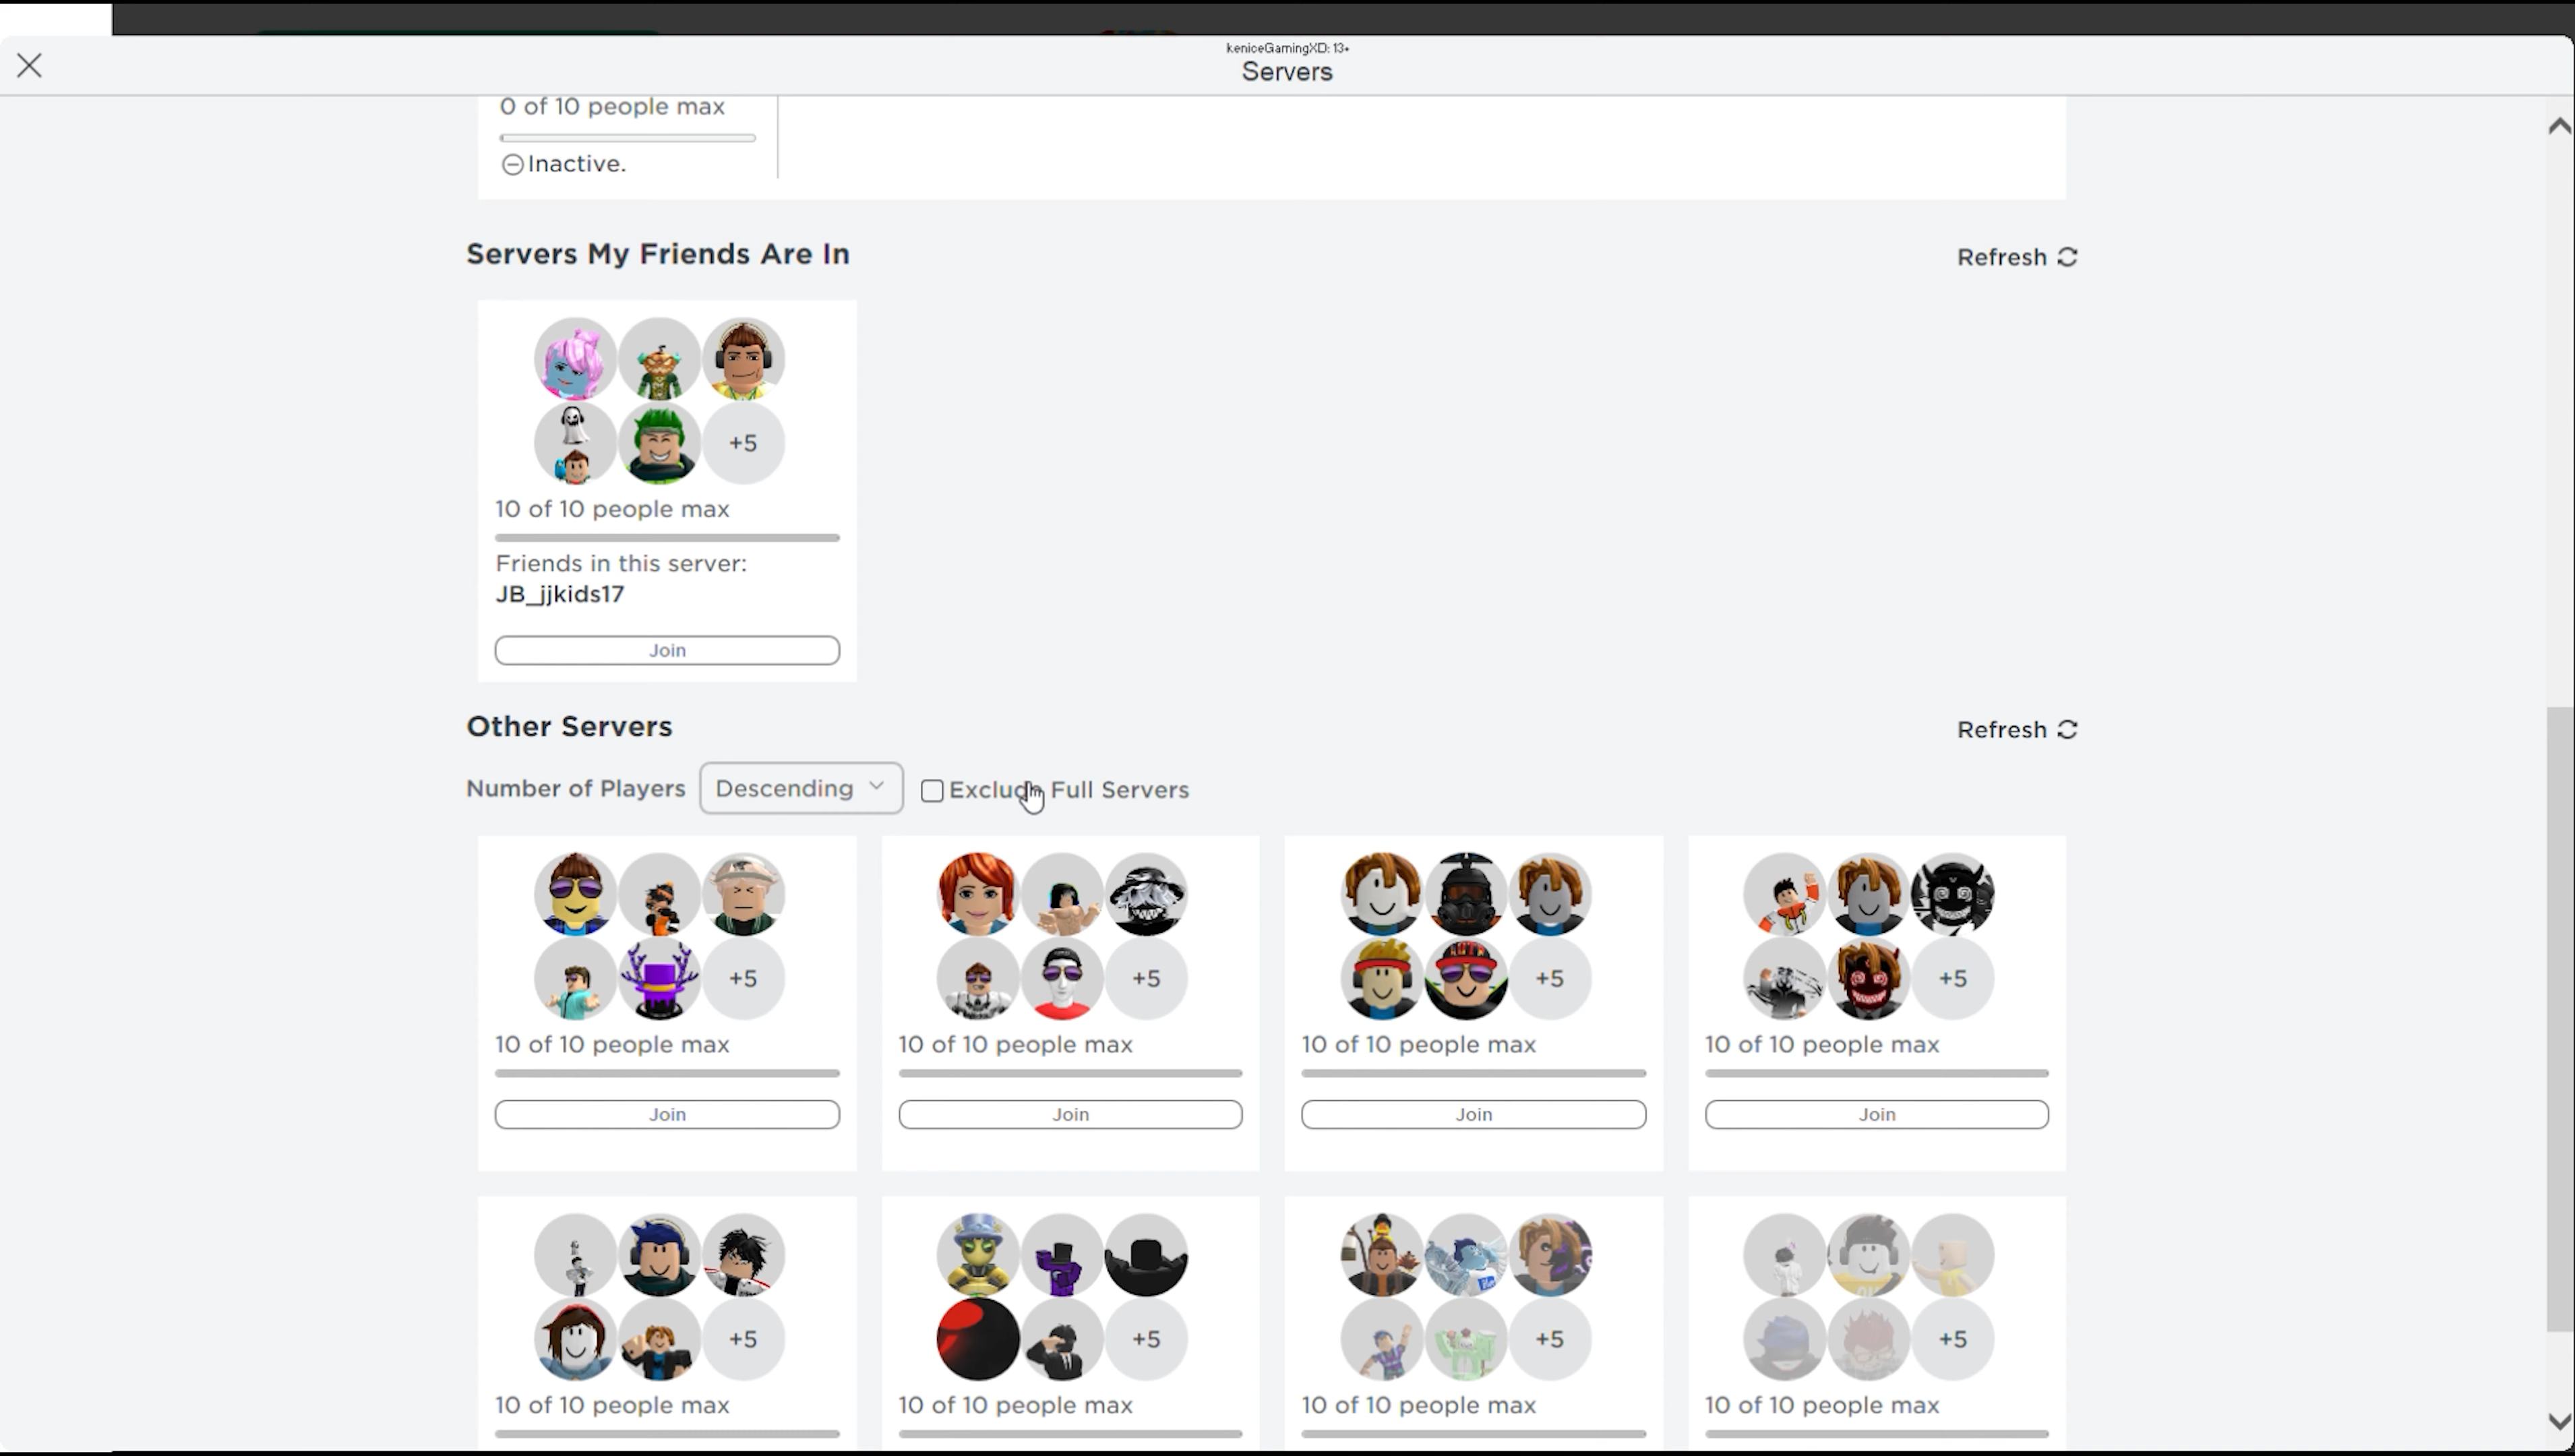 keniceGamingXD: 13+
Servers
0 of 10 people max
Inactive.
Servers My Friends Are In
Refresh
+5
10 of 10 people max
Friends in this server:
JB_jjkids17
Join
Other Servers
Refresh
Number of Players
Descending
Exclude Full Servers
+5
+5
+5
+5
10 of 10 people max
10 of 10 people max
10 of 10 people max
10 of 10 people max
Join
Join
Join
Join
+5
+5
+5
+5
10 of 10 people max
10 of 10 people max
10 of 10 people max
10 of 10 people max